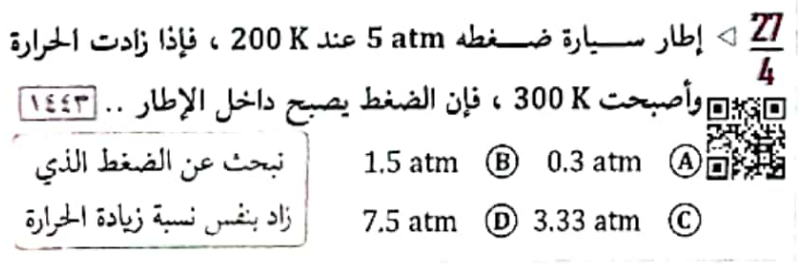 27/4 ◁ إطار سيارة ضغطه 5 atm عند 200 K ، فإذا زادت الحرارة
وأصبحت 300 K ، فإن الضغط يصبح داخل الإطار .. ١٤٤٣
A 0.3 atm B 1.5 atm
C 3.33 atm D 7.5 atm
نبحث عن الضغط الذي
زاد بنفس نسبة زيادة الحرارة